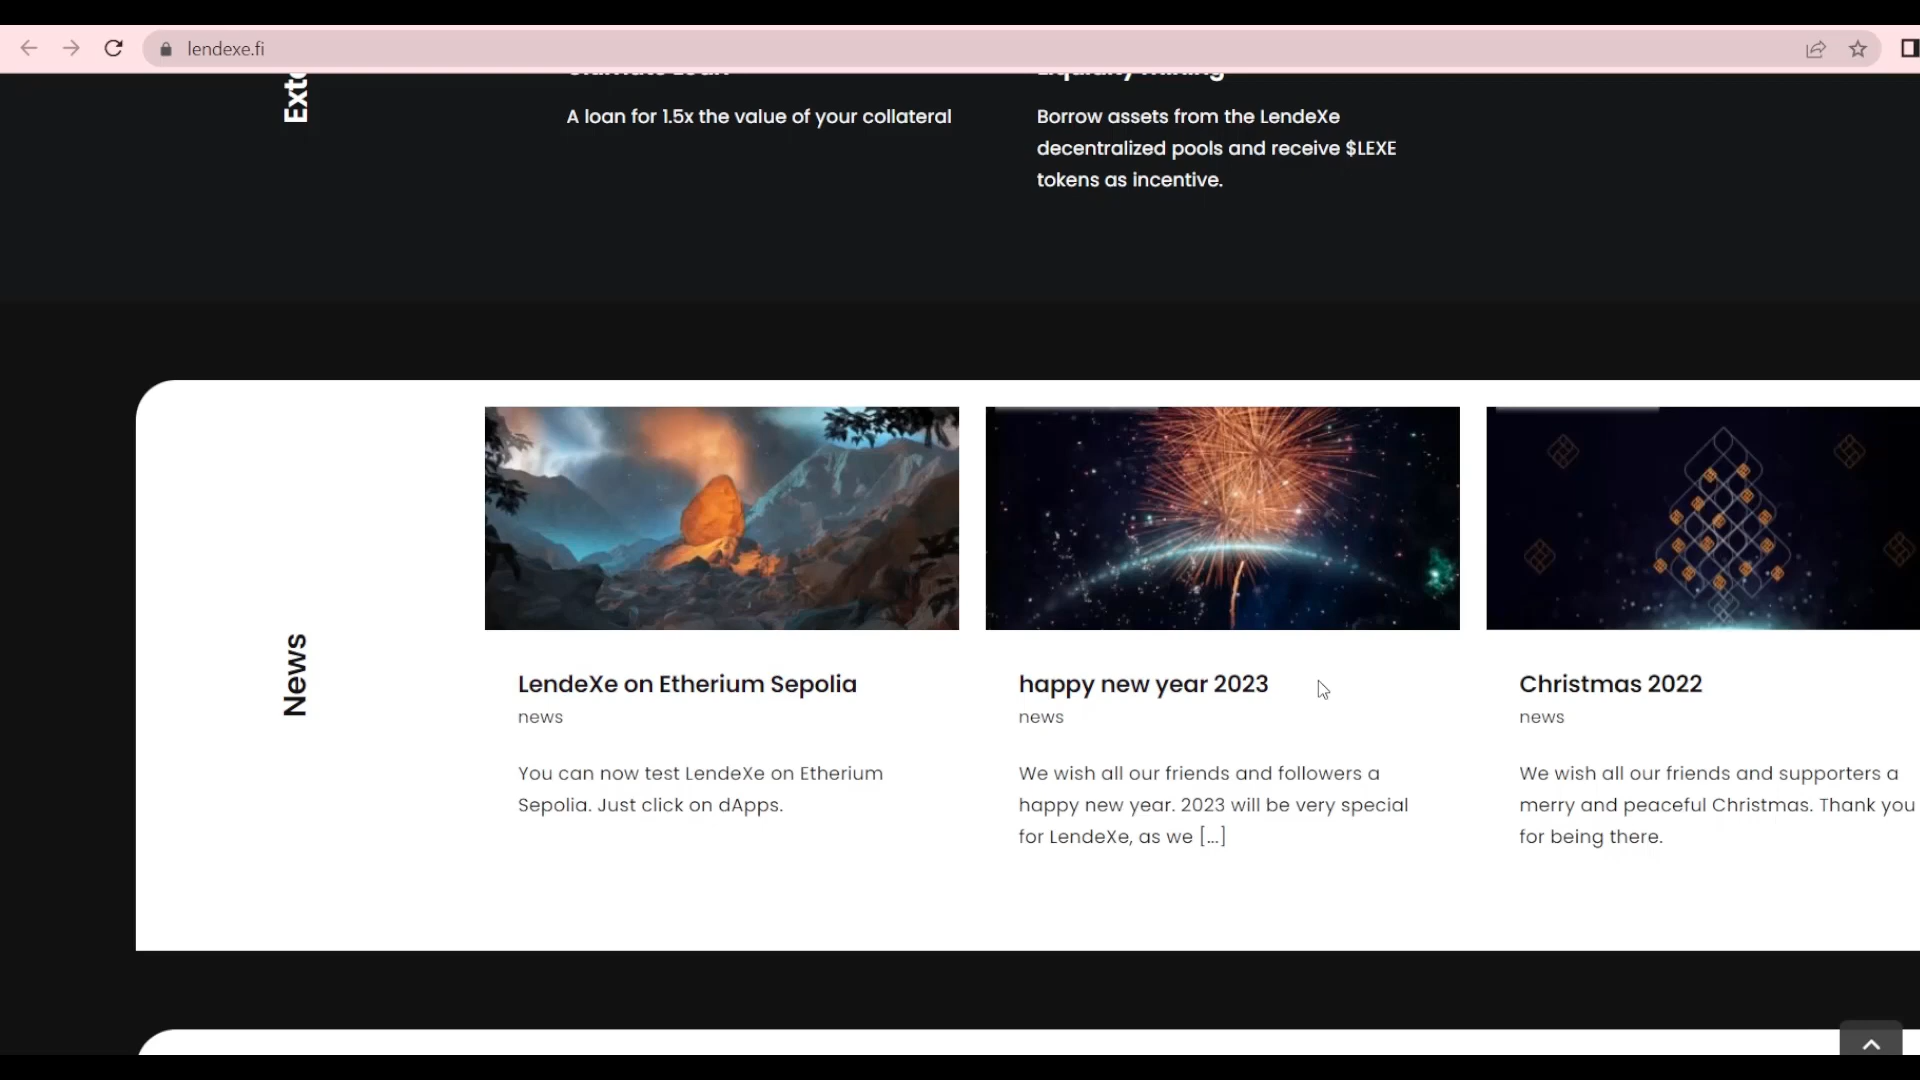 lendexe.fi
Ultimate Loan
Liquidity Mining
A loan for 1.5x the value of your collateral
Borrow assets from the LendeXe
decentralized pools and receive $LEXE
tokens as incentive.
News
LendeXe on Etherium Sepolia
news
You can now test LendeXe on Etherium
Sepolia. Just click on dApps.
happy new year 2023
news
We wish all our friends and followers a
happy new year. 2023 will be very special
for LendeXe, as we [...]
Christmas 2022
news
We wish all our friends and supporters a
merry and peaceful Christmas. Thank you
for being there.